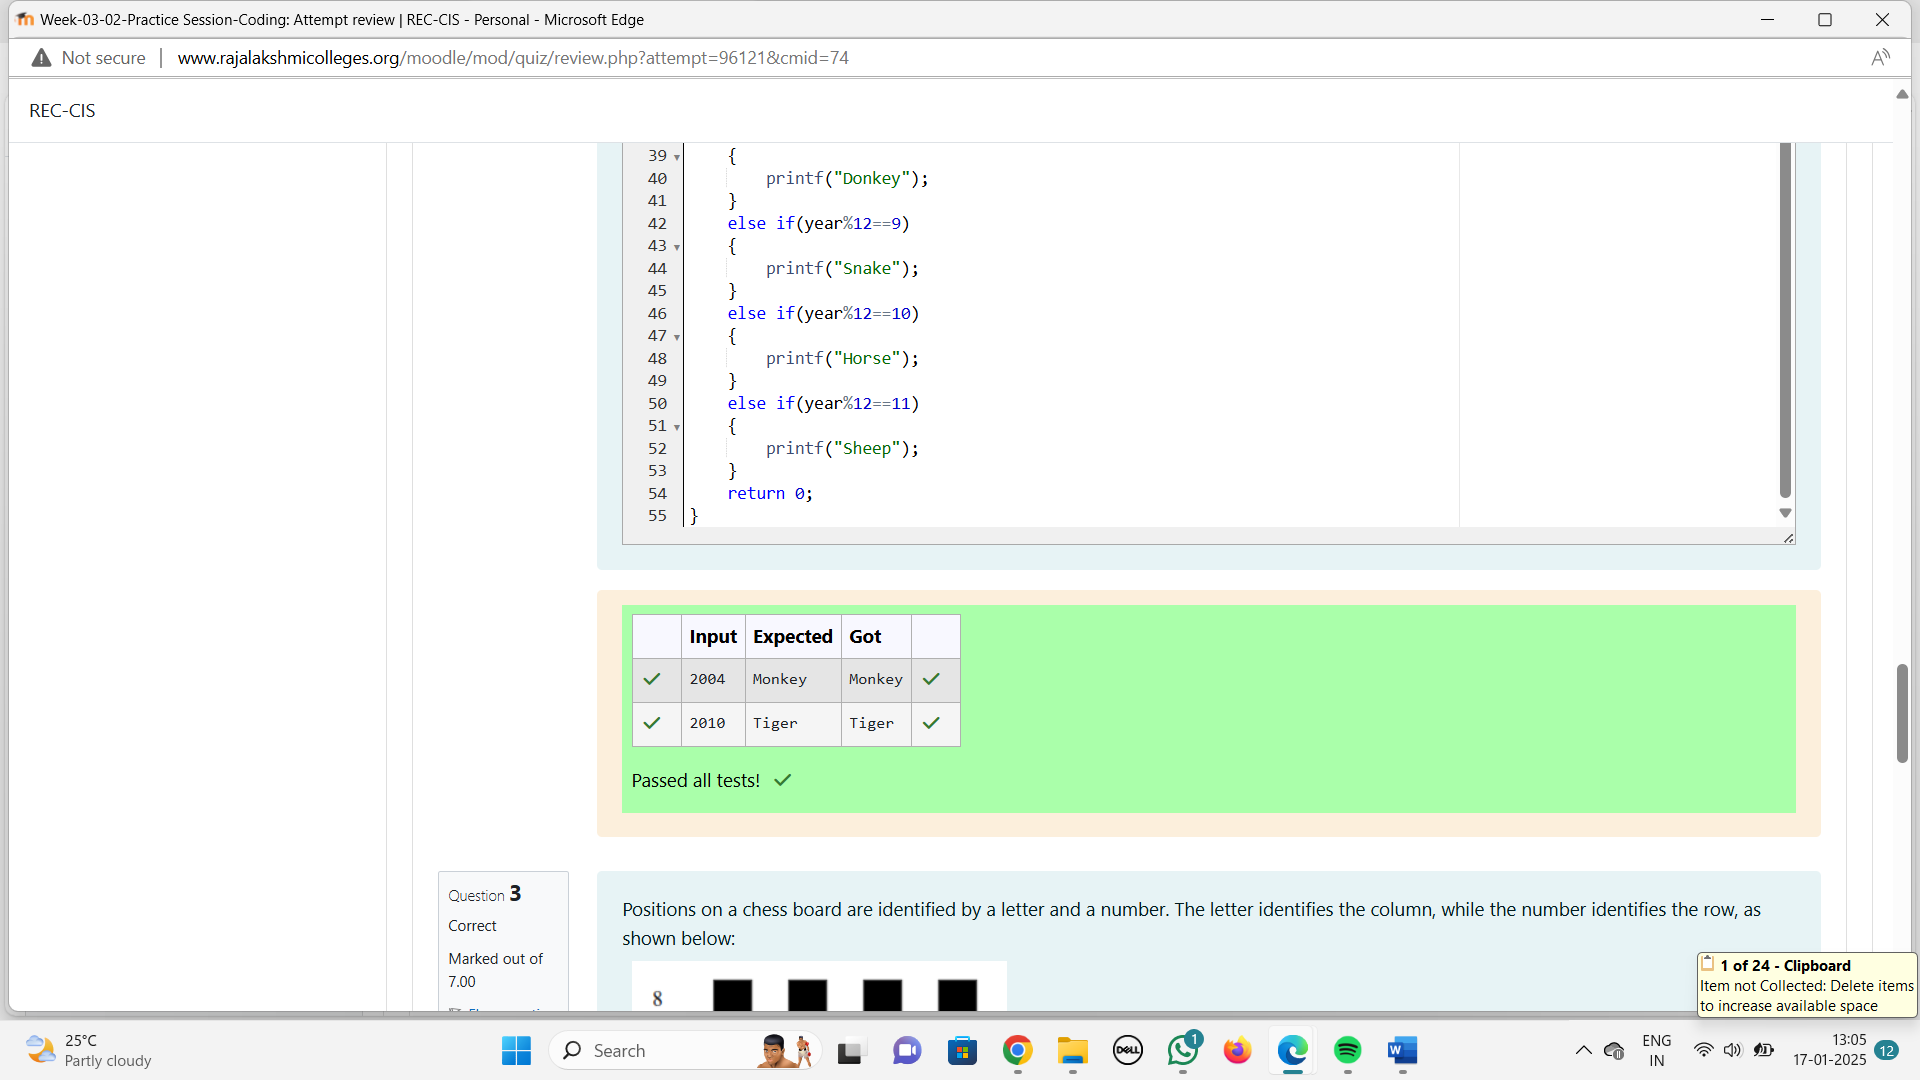 Week-03-02-Practice Session-Coding: Attempt review | REC-CIS - Personal - Microsoft Edge
Not secure | www.rajalakshmicolleges.org/moodle/mod/quiz/review.php?attempt=96121&cmid=74
REC-CIS
39 {
40 printf("Donkey");
41 }
42 else if(year%12==9)
43 {
44 printf("Snake");
45 }
46 else if(year%12==10)
47 {
48 printf("Horse");
49 }
50 else if(year%12==11)
51 {
52 printf("Sheep");
53 }
54 return 0;
55 }
Input Expected Got
2004 Monkey Monkey
2010 Tiger Tiger
Passed all tests!
Question 3
Correct
Marked out of
7.00
Positions on a chess board are identified by a letter and a number. The letter identifies the column, while the number identifies the row, as
shown below:
8
1 of 24 - Clipboard
Item not Collected: Delete items
to increase available space
25°C
Partly cloudy
Search
DELL
1
W
ENG
IN
13:05
17-01-2025
12